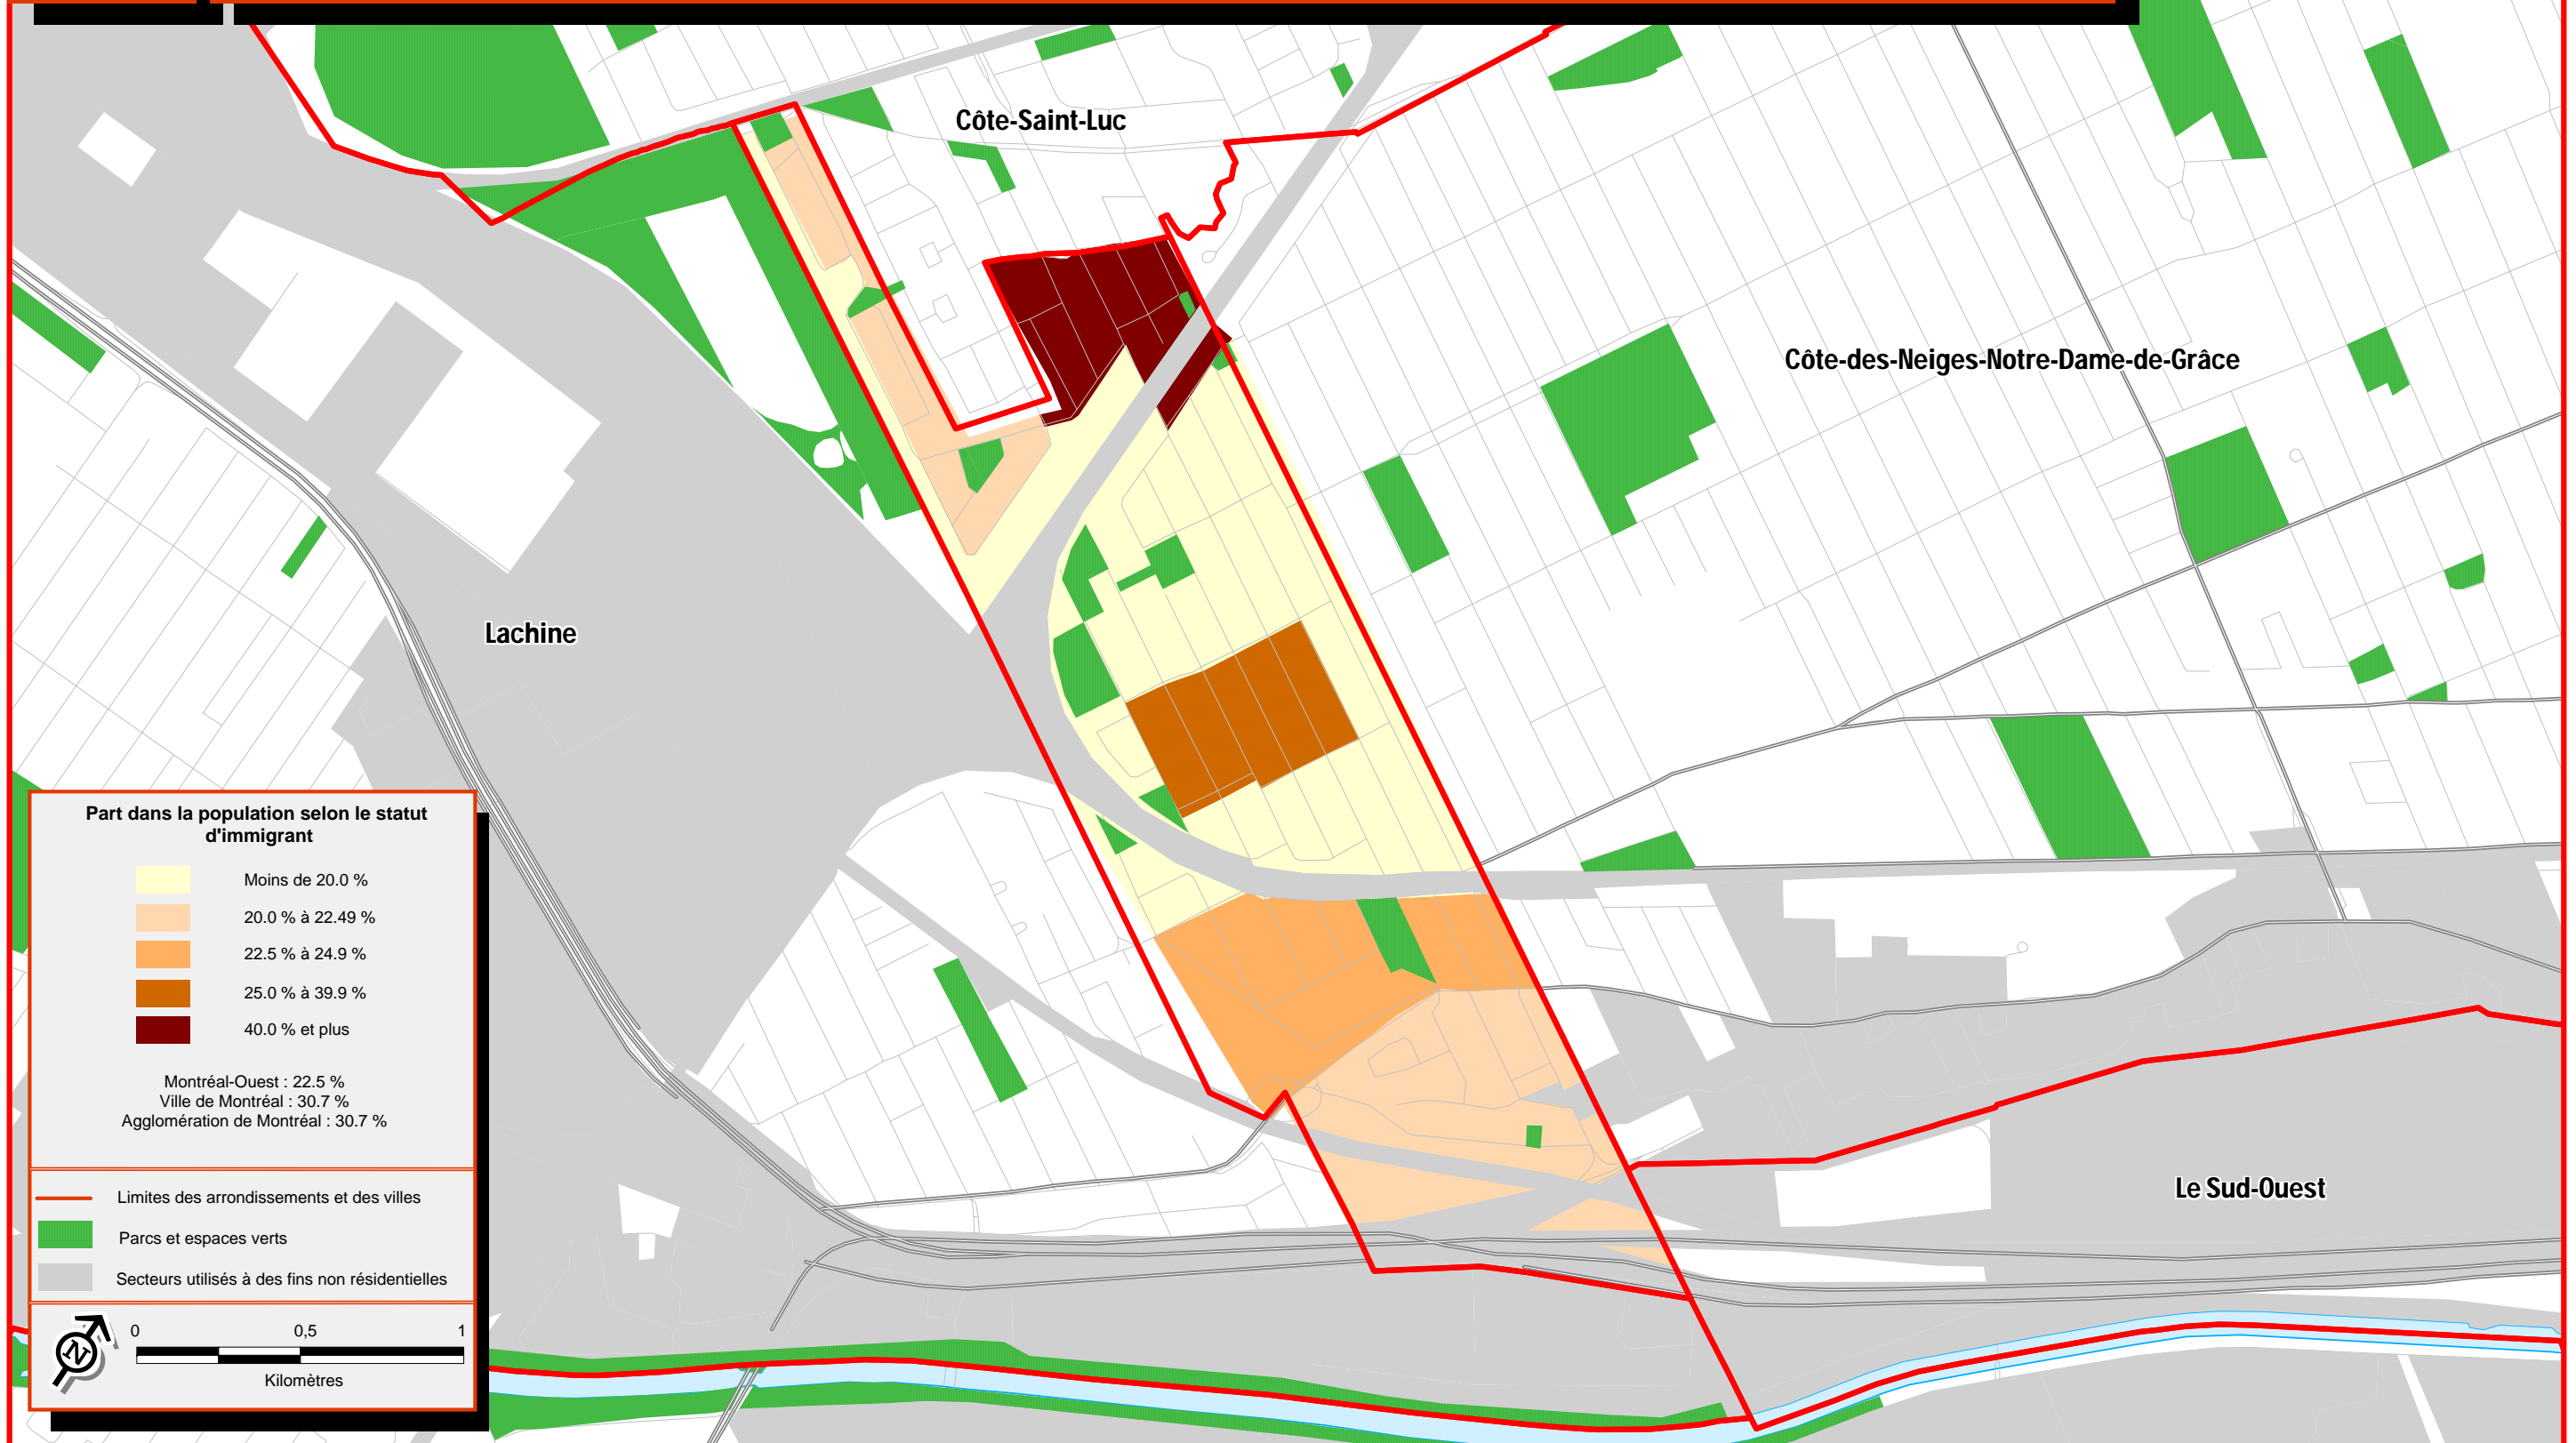 Côte-Saint-Luc
Côte-des-Neiges-Notre-Dame-de-Grâce
Lachine
Le Sud-Ouest
Part dans la population selon le statut
d'immigrant
Moins de 20.0 %
20.0 % à 22.49 %
22.5 % à 24.9 %
25.0 % à 39.9 %
40.0 % et plus
Montréal-Ouest : 22.5 %
Ville de Montréal : 30.7 %
Agglomération de Montréal : 30.7 %
Limites des arrondissements et des villes
Parcs et espaces verts
Secteurs utilisés à des fins non résidentielles
N
0 0,5 1
Kilomètres